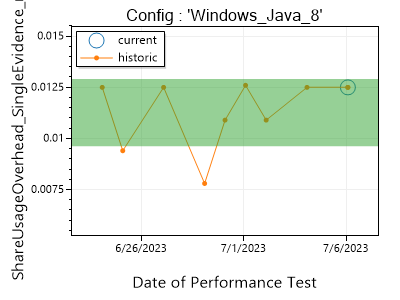 Config : 'Windows_Java_8'
ShareUsageOverhead_SingleEvidence_
current
historic
0.015
0.0125
0.01
0.0075
6/26/2023
7/1/2023
7/6/2023
Date of Performance Test